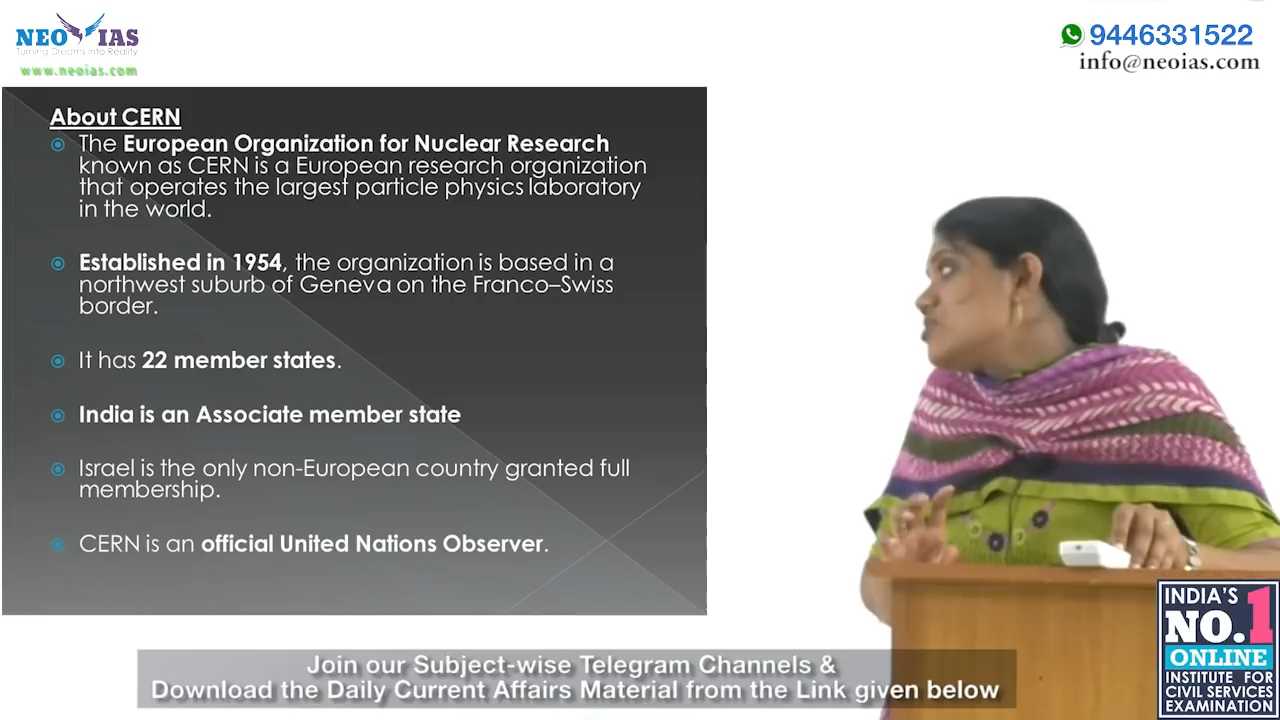 NEO IAS
Turning Dreams into Reality
www.neoias.com
9446331522
info@neoias.com
About CERN
The European Organization for Nuclear Research
known as CERN is a European research organization
that operates the largest particle physics laboratory
in the world.
Established in 1954, the organization is based in a
northwest suburb of Geneva on the Franco–Swiss
border.
It has 22 member states.
India is an Associate member state
Israel is the only non-European country granted full
membership.
CERN is an official United Nations Observer.
INDIA'S
NO.1
ONLINE
INSTITUTE FOR
CIVIL SERVICES
EXAMINATION
Join our Subject-wise Telegram Channels &
Download the Daily Current Affairs Material from the Link given below